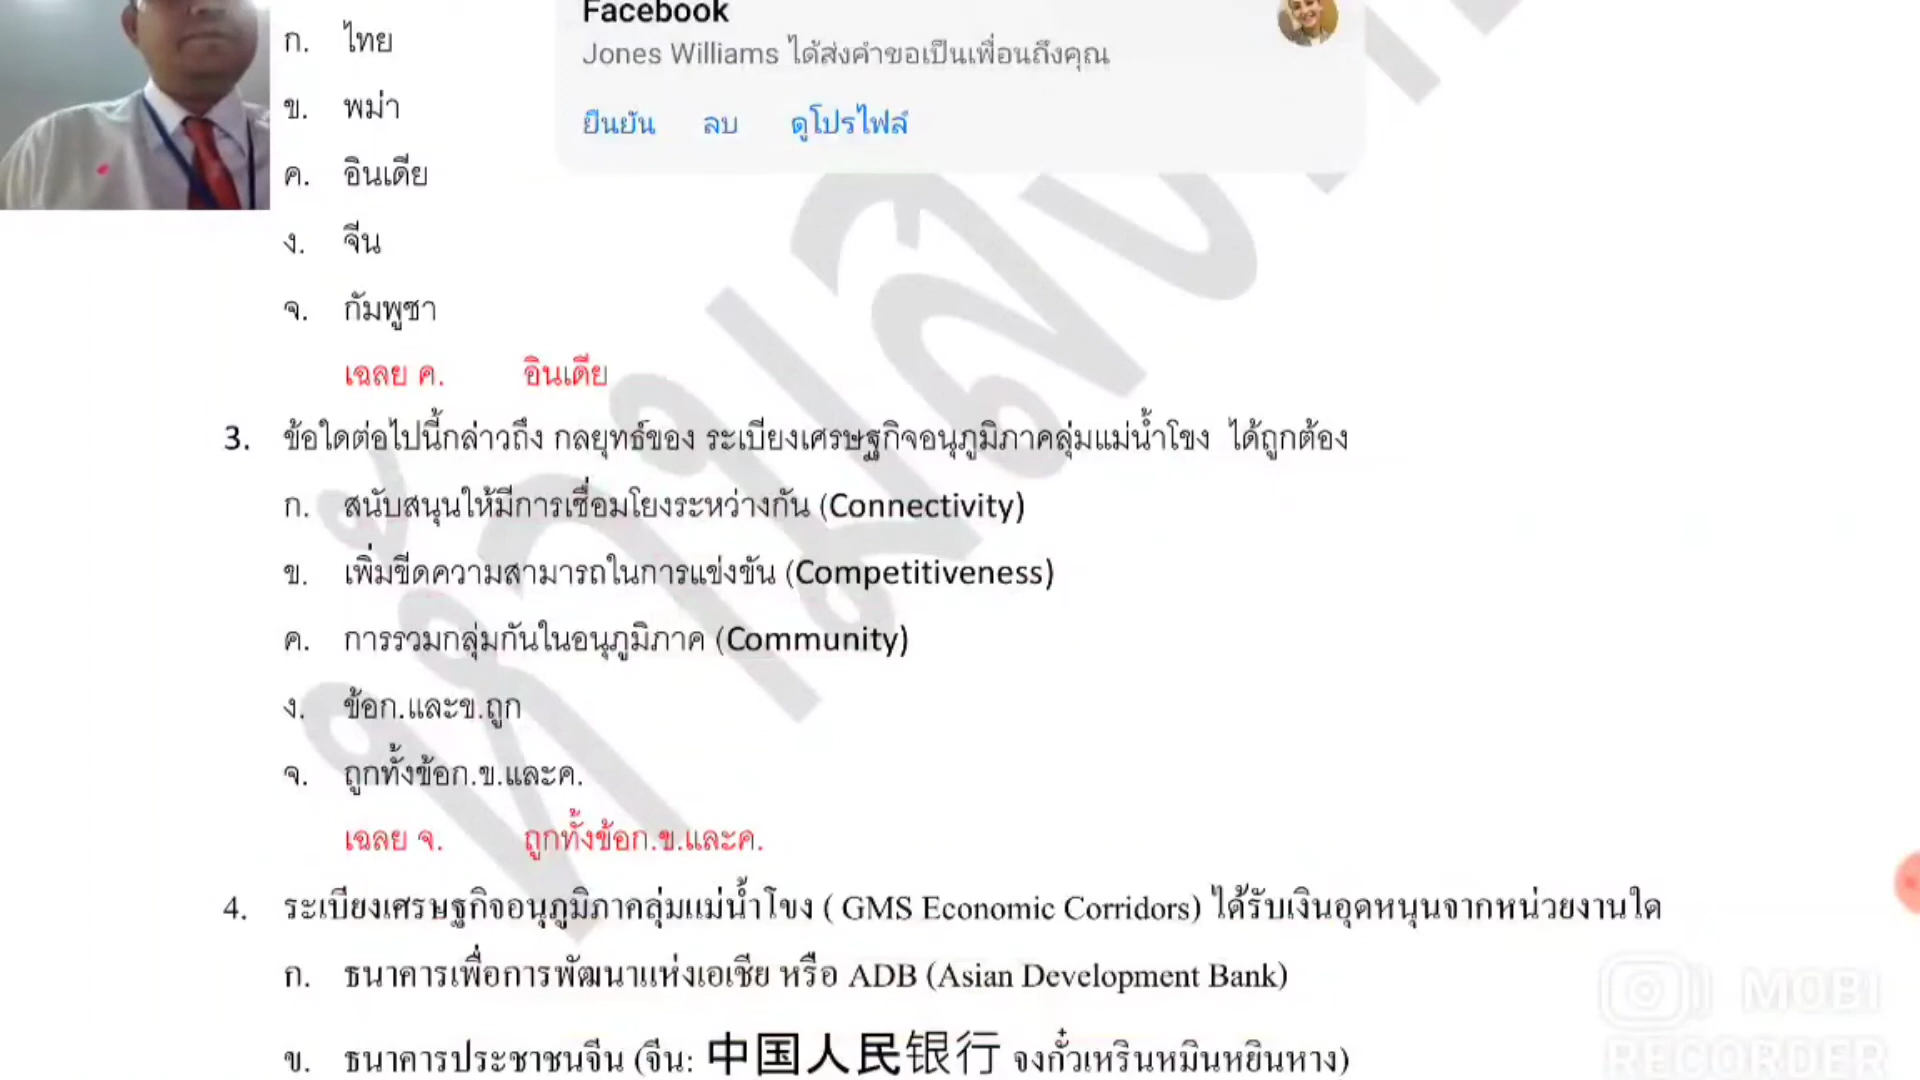 Facebook
Jones Williams ได้ส่งคำขอเป็นเพื่อนถึงคุณ
ยืนยัน ลบ ดูโปรไฟล์
ก. ไทย
ข. พม่า
ค. อินเดีย
ง. จีน
จ. กัมพูชา
เฉลย ค. อินเดีย
3. ข้อใดต่อไปนี้กล่าวถึง กลยุทธ์ของ ระเบียงเศรษฐกิจอนุภูมิภาคลุ่มแม่น้ำโขง ได้ถูกต้อง
ก. สนับสนุนให้มีการเชื่อมโยงระหว่างกัน (Connectivity)
ข. เพิ่มขีดความสามารถในการแข่งขัน (Competitiveness)
ค. การรวมกลุ่มกันในอนุภูมิภาค (Community)
ง. ข้อก.และข.ถูก
จ. ถูกทั้งข้อก.ข.และค.
เฉลย จ. ถูกทั้งข้อก.ข.และค.
4. ระเบียงเศรษฐกิจอนุภูมิภาคลุ่มแม่น้ำโขง ( GMS Economic Corridors) ได้รับเงินอุดหนุนจากหน่วยงานใด
ก. ธนาคารเพื่อการพัฒนาแห่งเอเชีย หรือ ADB (Asian Development Bank)
ข. ธนาคารประชาชนจีน (จีน: 中国人民银行 จงกั๋วเหรินหมินหยินหาง)
MOBI
RECORDER